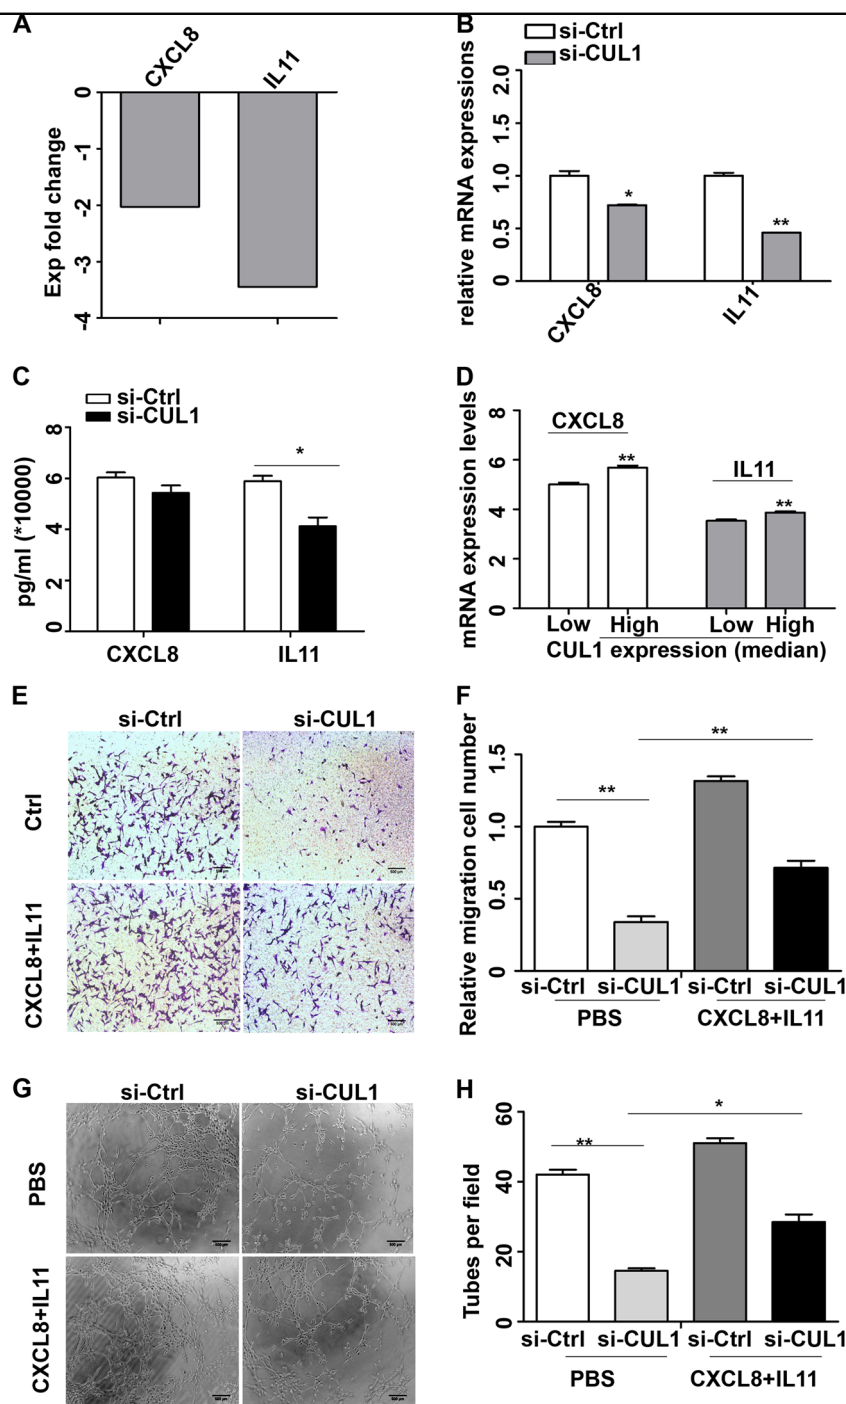 A
CXCL8
IL11
Exp fold change
0
-1
-2
-3
-4
B
si-Ctrl
si-CUL1
relative mRNA expressions
2.0
1.5
1.0
0.5
0
*
**
CXCL8
IL11
C
si-Ctrl
si-CUL1
pg/ml (*10000)
8
6
4
2
0
*
CXCL8
IL11
D
mRNA expression levels
8
6
4
2
0
CXCL8
**
IL11
**
Low High Low High
CUL1 expression (median)
E
si-Ctrl si-CUL1
Ctrl
CXCL8+IL11
F
Relative migration cell number
1.5
1.0
0.5
0
**
**
si-Ctrl si-CUL1 si-Ctrl si-CUL1
PBS CXCL8+IL11
G
si-Ctrl si-CUL1
PBS
CXCL8+IL11
H
Tubes per field
60
40
20
0
*
**
si-Ctrl si-CUL1 si-Ctrl si-CUL1
PBS CXCL8+IL11